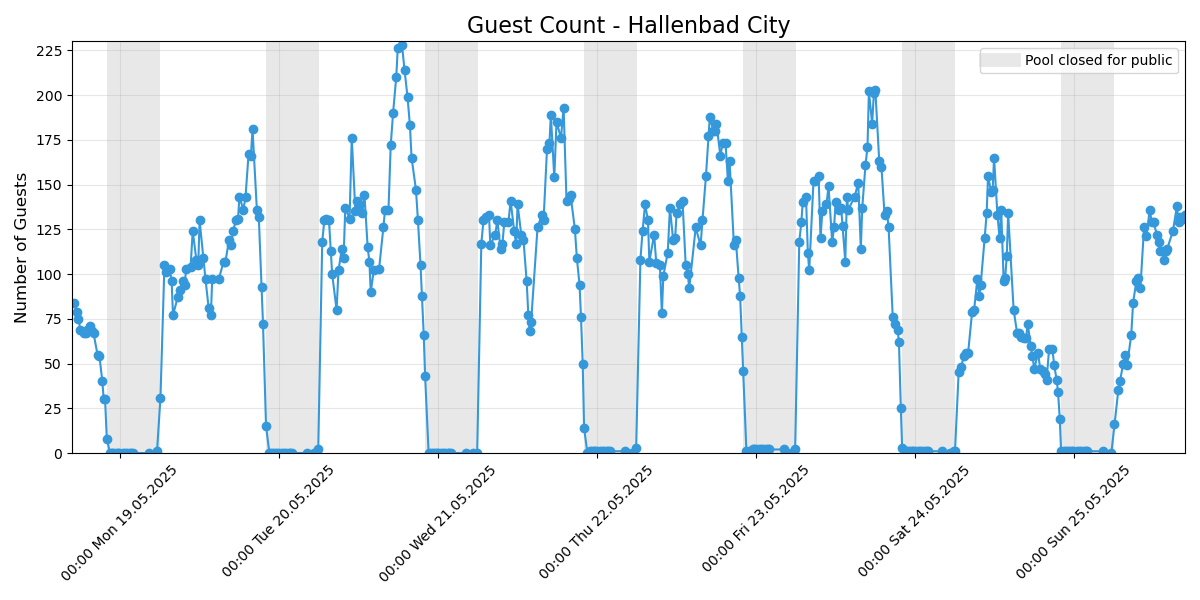 Guest Count - Hallenbad City
Number of Guests
225
200
175
150
125
100
75
50
25
0
Pool closed for public
00:00 Mon 19.05.2025
00:00 Tue 20.05.2025
00:00 Wed 21.05.2025
00:00 Thu 22.05.2025
00:00 Fri 23.05.2025
00:00 Sat 24.05.2025
00:00 Sun 25.05.2025